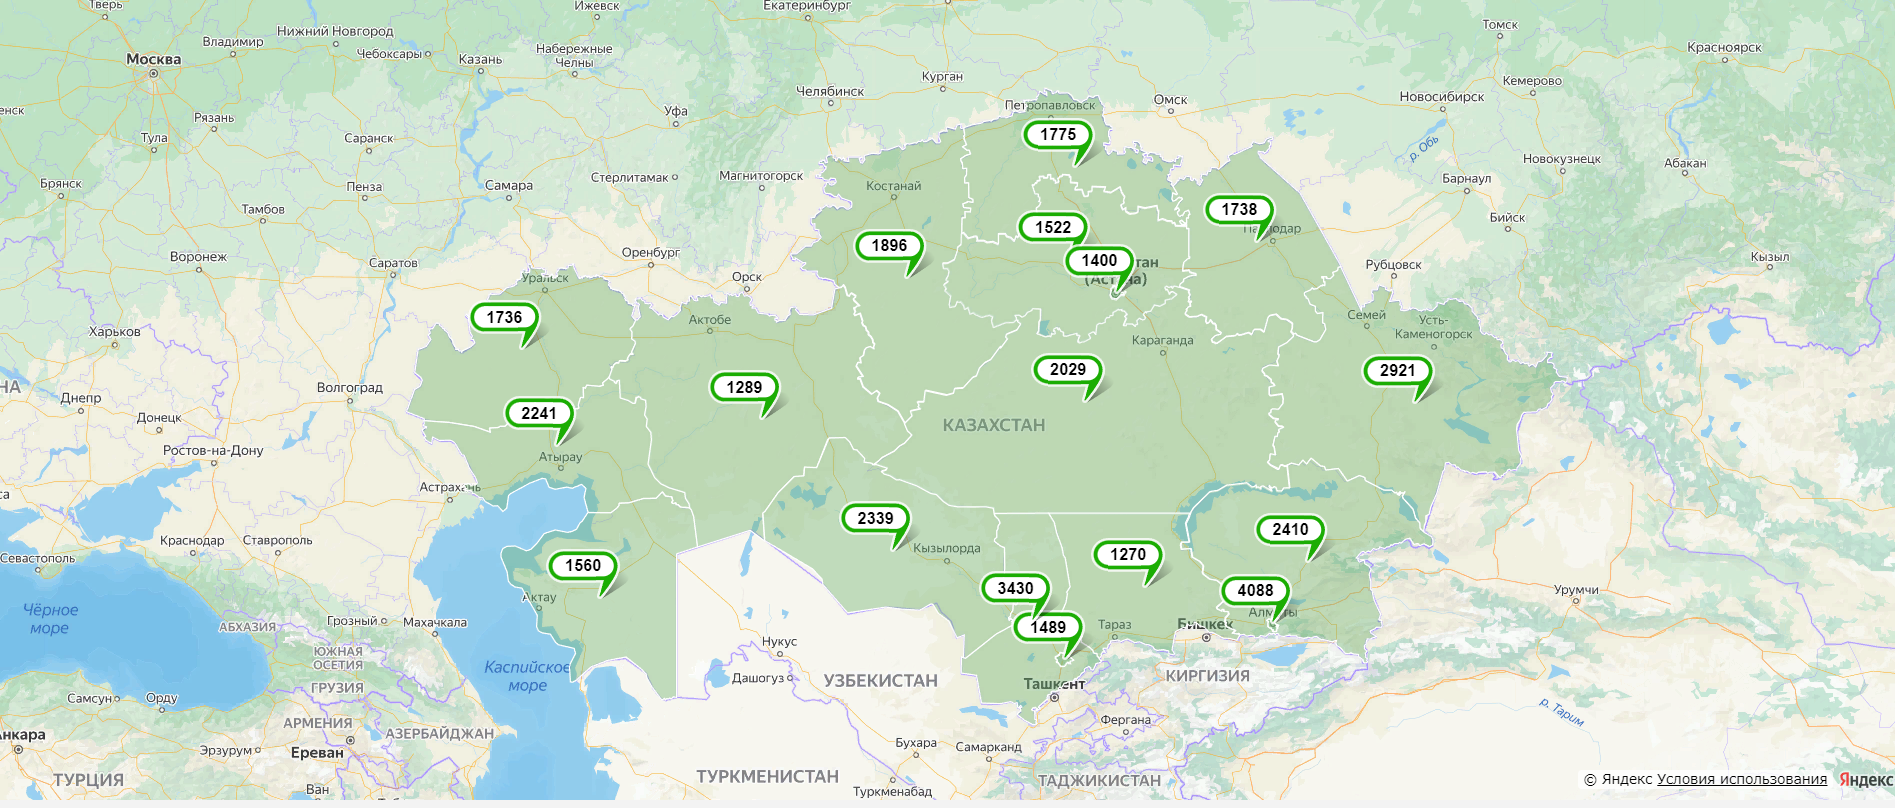 Тверь
Ижевск
Екатеринбург
Нижний Новгород
Владимир
Чебоксары
Казань
Набережные
Челны
Томск
Красноярск
Москва
Курган
Челябинск
Кемерово
Новосибирск
Омск
Петропавловск
Уфа
Рязань
Тула
Саранск
1775
р. Обь
Новокузнецк
Абакан
Брянск
Пенза
Самара
Стерлитамак
Магнитогорск
Костанай
Барнаул
Тамбов
1738
Бийск
1522
1896
Воронеж
Саратов
Оренбург
Орск
1400
Рубцовск
Кызыл
Уральск
1736
Актобе
Семей
Усть-
Каменогорск
Харьков
Караганда
2029
2921
Волгоград
1289
Днепр
Донецк
2241
КАЗАХСТАН
Ростов-на-Дону
Атырау
Астрахань
2339
2410
Краснодар
Ставрополь
Кызылорда
1270
Севастополь
1560
3430
4088
Урумчи
Актау
Чёрное
море
АБХАЗИЯ
Грозный
Махачкала
1489
Тараз
Бишкек
Алматы
Нукус
ЮЖНАЯ
ОСЕТИЯ
Каспийское
море
Дашогуз
УЗБЕКИСТАН
Ташкент
КИРГИЗИЯ
ГРУЗИЯ
Самсун
Орду
р. Тарим
АРМЕНИЯ
АЗЕРБАЙДЖАН
Фергана
Эрзурум
Ереван
Бухара
Самарканд
ТУРЦИЯ
ТУРКМЕНИСТАН
ТАДЖИКИСТАН
Ван
Туркменабад
© Яндекс Условия использования Яндекс